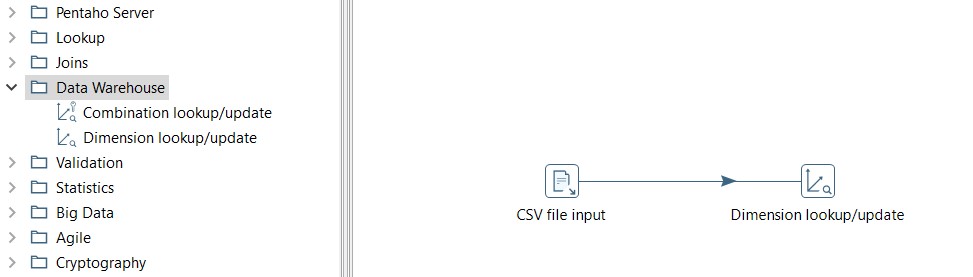 Pentaho Server
Lookup
Joins
Data Warehouse
Combination lookup/update
Dimension lookup/update
Validation
Statistics
Big Data
Agile
Cryptography
CSV file input
Dimension lookup/update